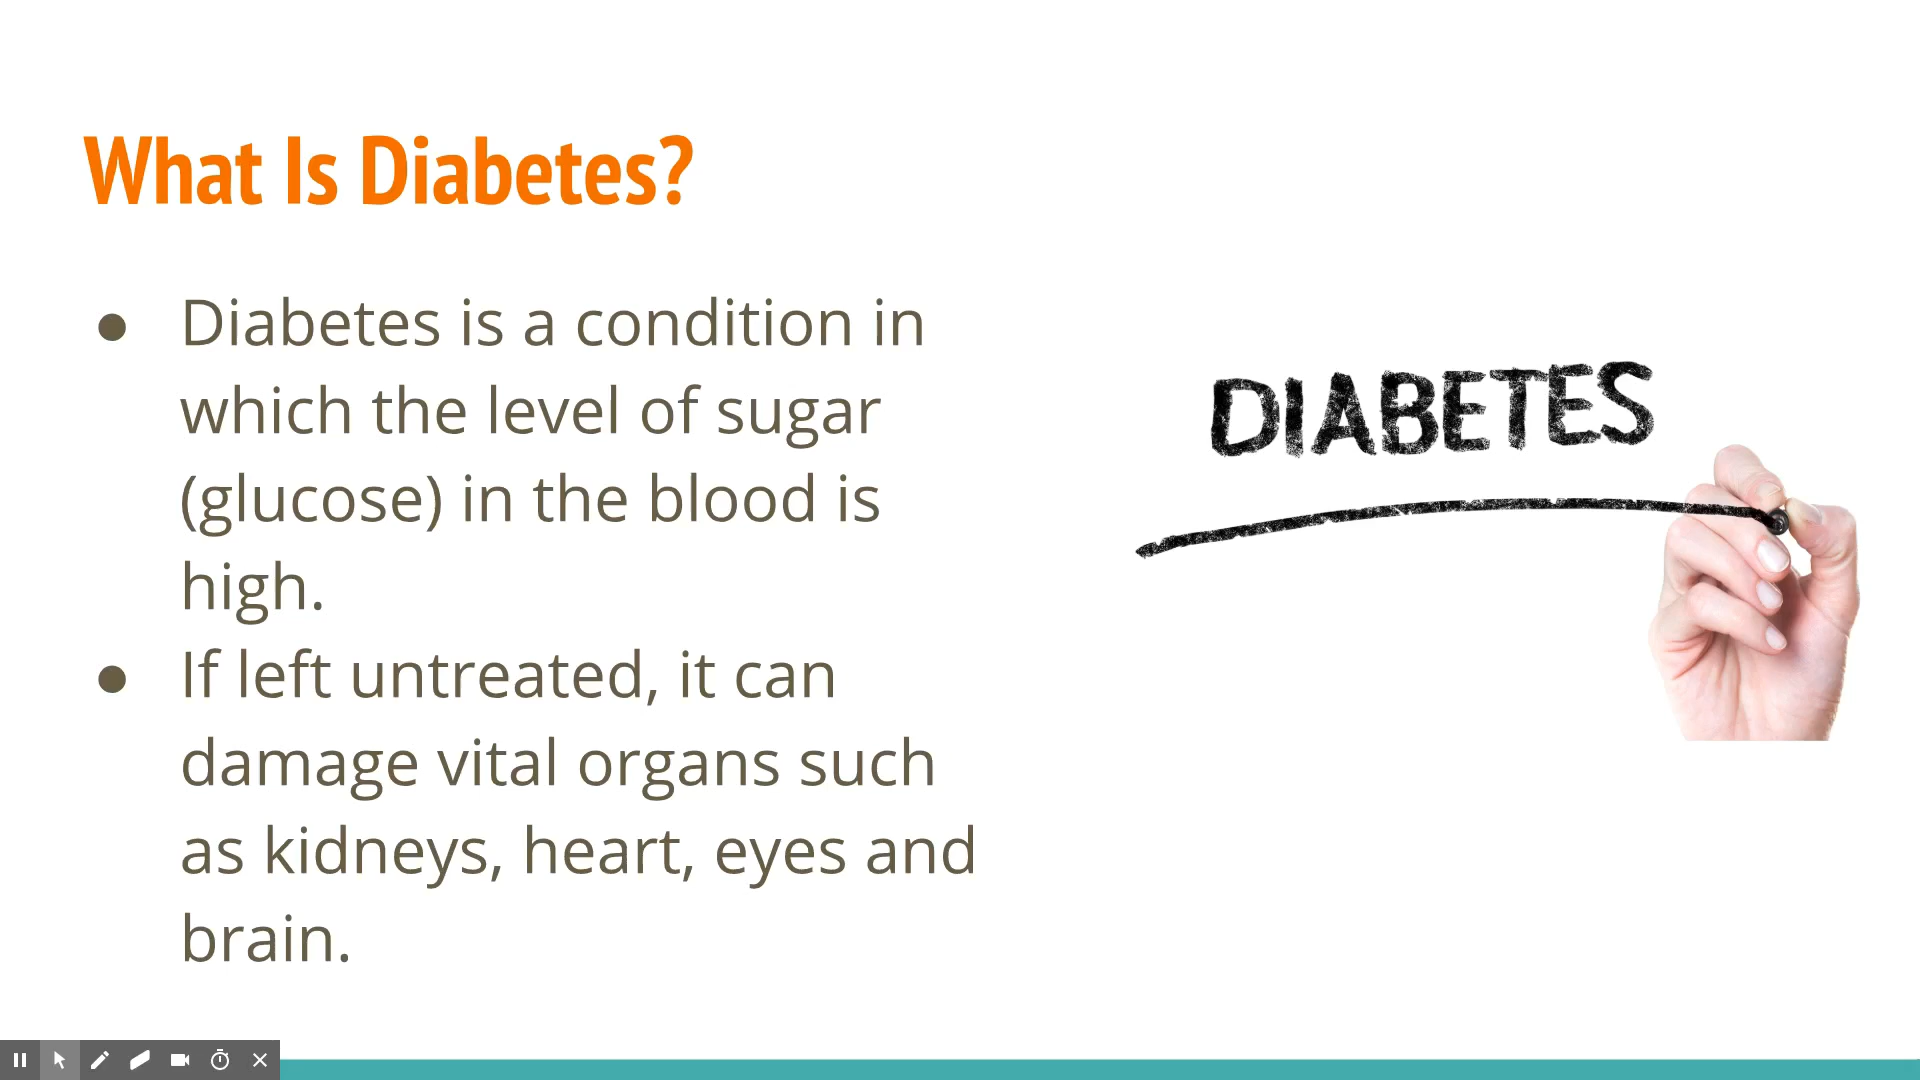 What Is Diabetes?
● Diabetes is a condition in
which the level of sugar
(glucose) in the blood is
high.
● If left untreated, it can
damage vital organs such
as kidneys, heart, eyes and
brain.
DIABETES